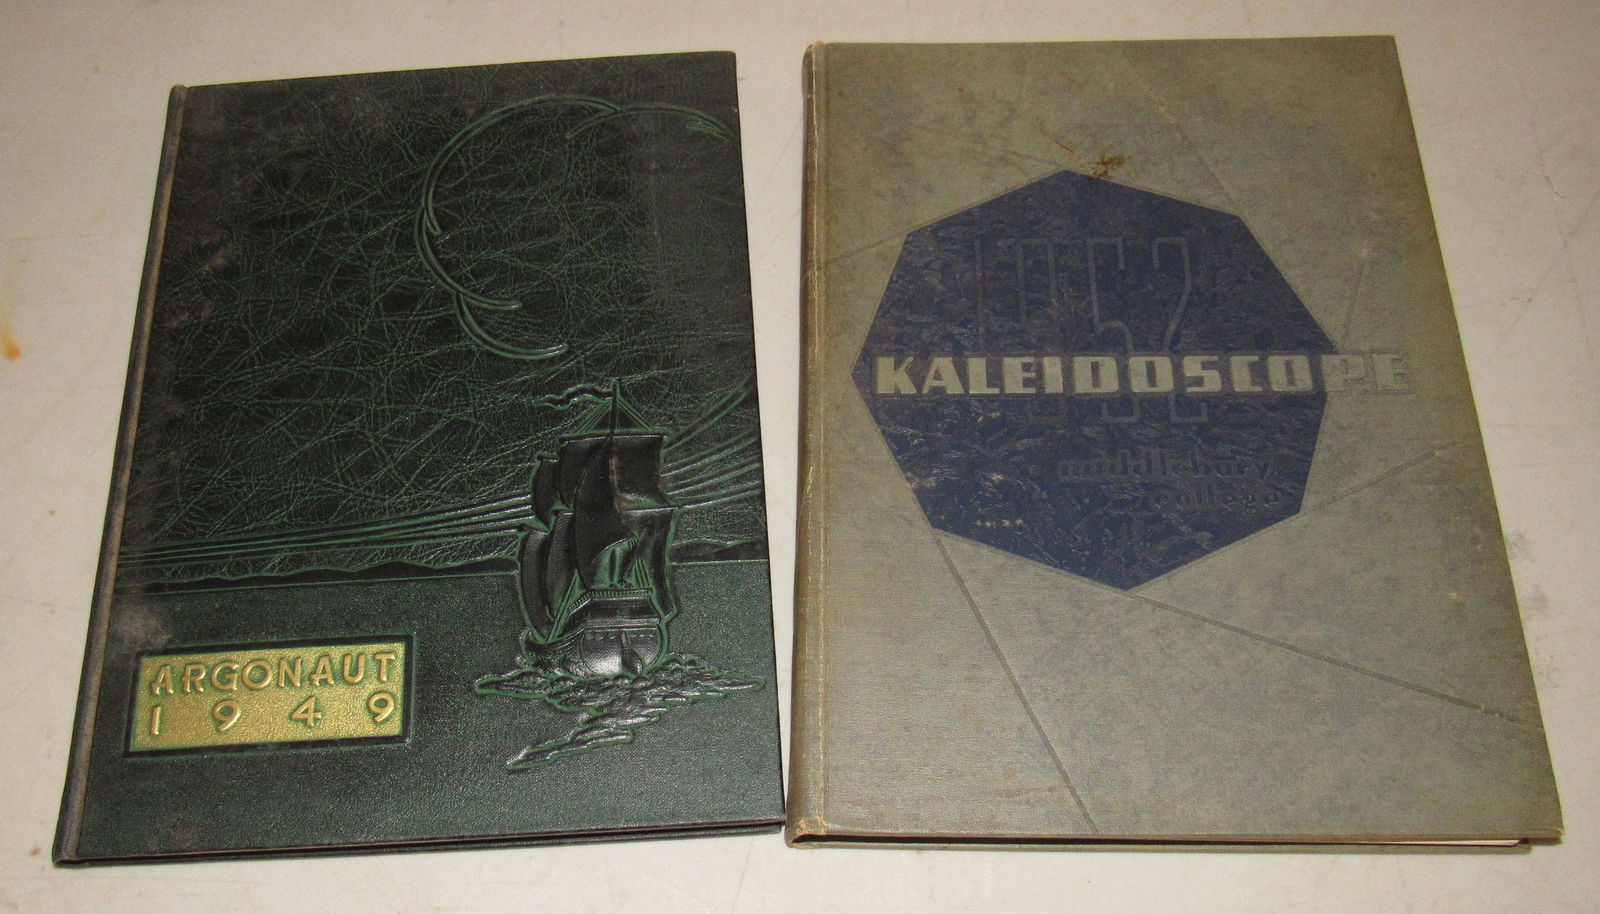 ARGONAUT
1949
1952
KALEIDOSCOPE
middlebury
college